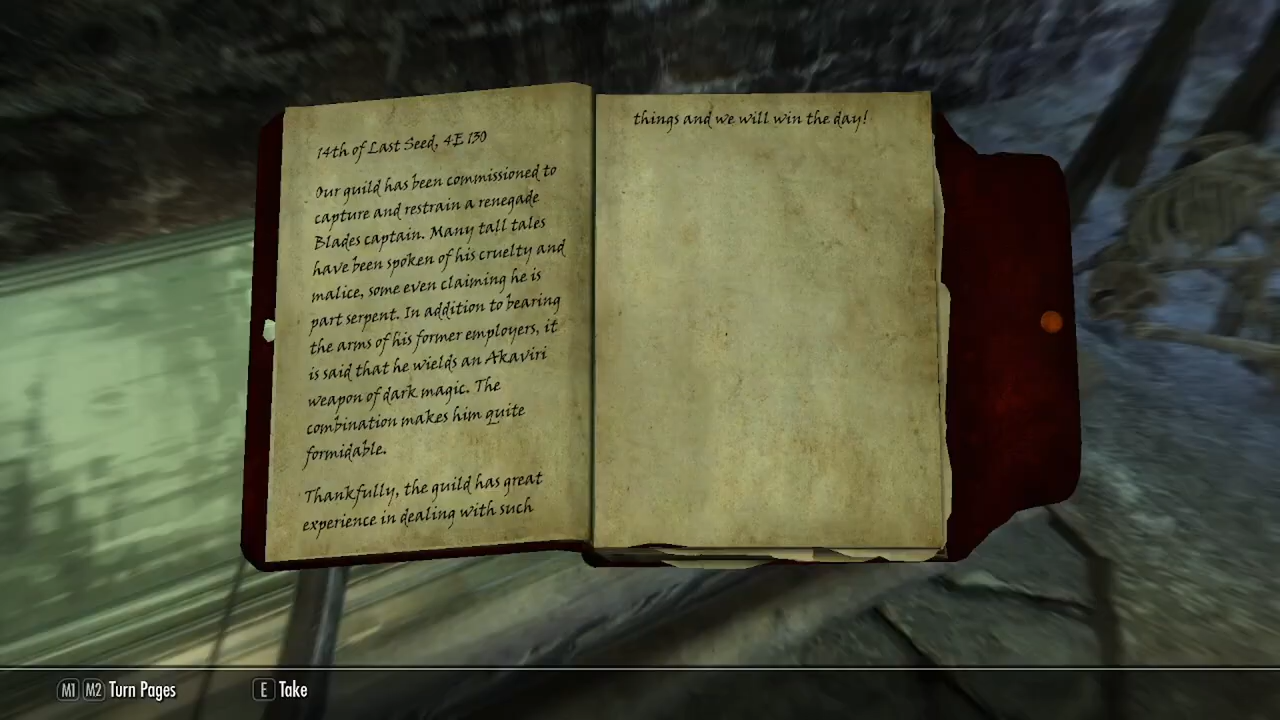 14th of Last Seed, 4E 130
Our guild has been commissioned to
capture and restrain a renegade
Blades captain. Many tall tales
have been spoken of his cruelty and
malice, some even claiming he is
part serpent. In addition to bearing
the arms of his former employers, it
is said that he wields an Akaviri
weapon of dark magic. The
combination makes him quite
formidable.
Thankfully, the guild has great
experience in dealing with such
things and we will win the day!
M1 M2 Turn Pages
E Take